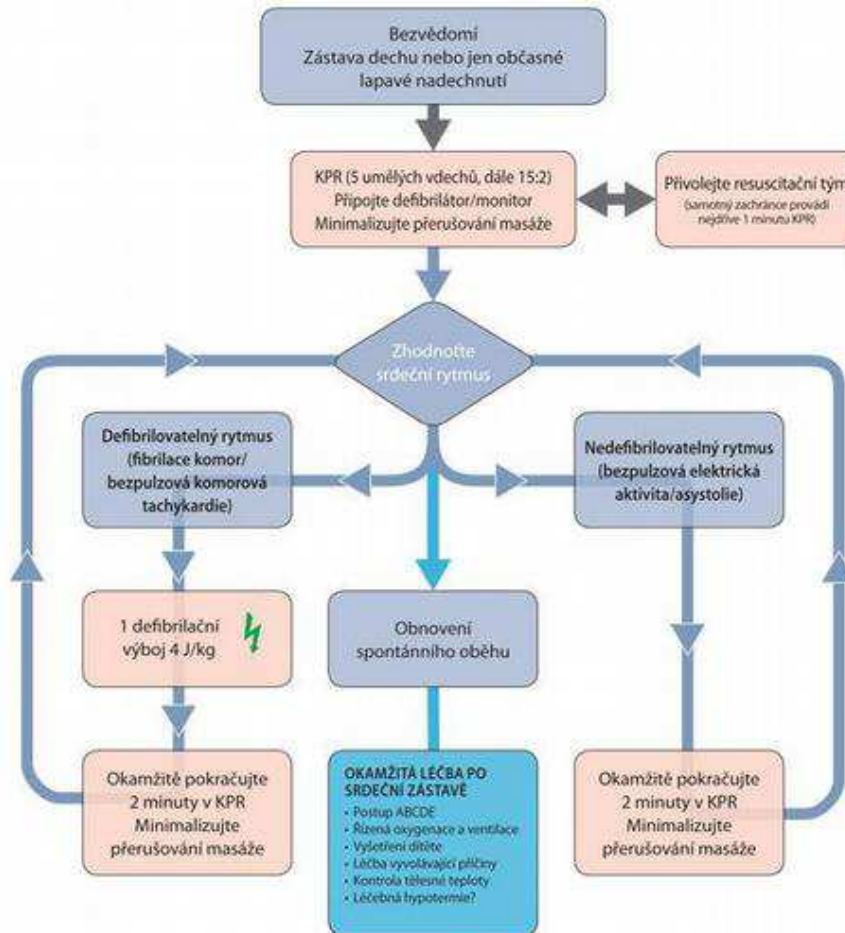 Bezvědomí
Zástava dechu nebo jen občasné
lapavé nadechnutí
KPR (5 umělých vdechů, dále 15:2)
Připojte defibrilátor/monitor
Minimalizujte přerušování masáže
Přivolejte resuscitační tým
(samotný zachránce provádí
nejdříve 1 minutu KPR)
Zhodnoťte
srdeční rytmus
Defibrilovatelný rytmus
(fibrilace komor/
bezpulzová komorová
tachykardie)
Nedefibrilovatelný rytmus
(bezpulzová elektrická
aktivita/asystolie)
1 defibrilační
výboj 4 J/kg
Obnovení
spontánního oběhu
Okamžitě pokračujte
2 minuty v KPR
Minimalizujte
přerušování masáže
OKAMŽITÁ LÉČBA PO
SRDEČNÍ ZÁSTAVĚ
• Postup ABCDE
• Řízená oxygenace a ventilace
• Vyšetření dítěte
• Léčba vyvolávající příčiny
• Kontrola tělesné teploty
• Léčebná hypotermie?
Okamžitě pokračujte
2 minuty v KPR
Minimalizujte
přerušování masáže